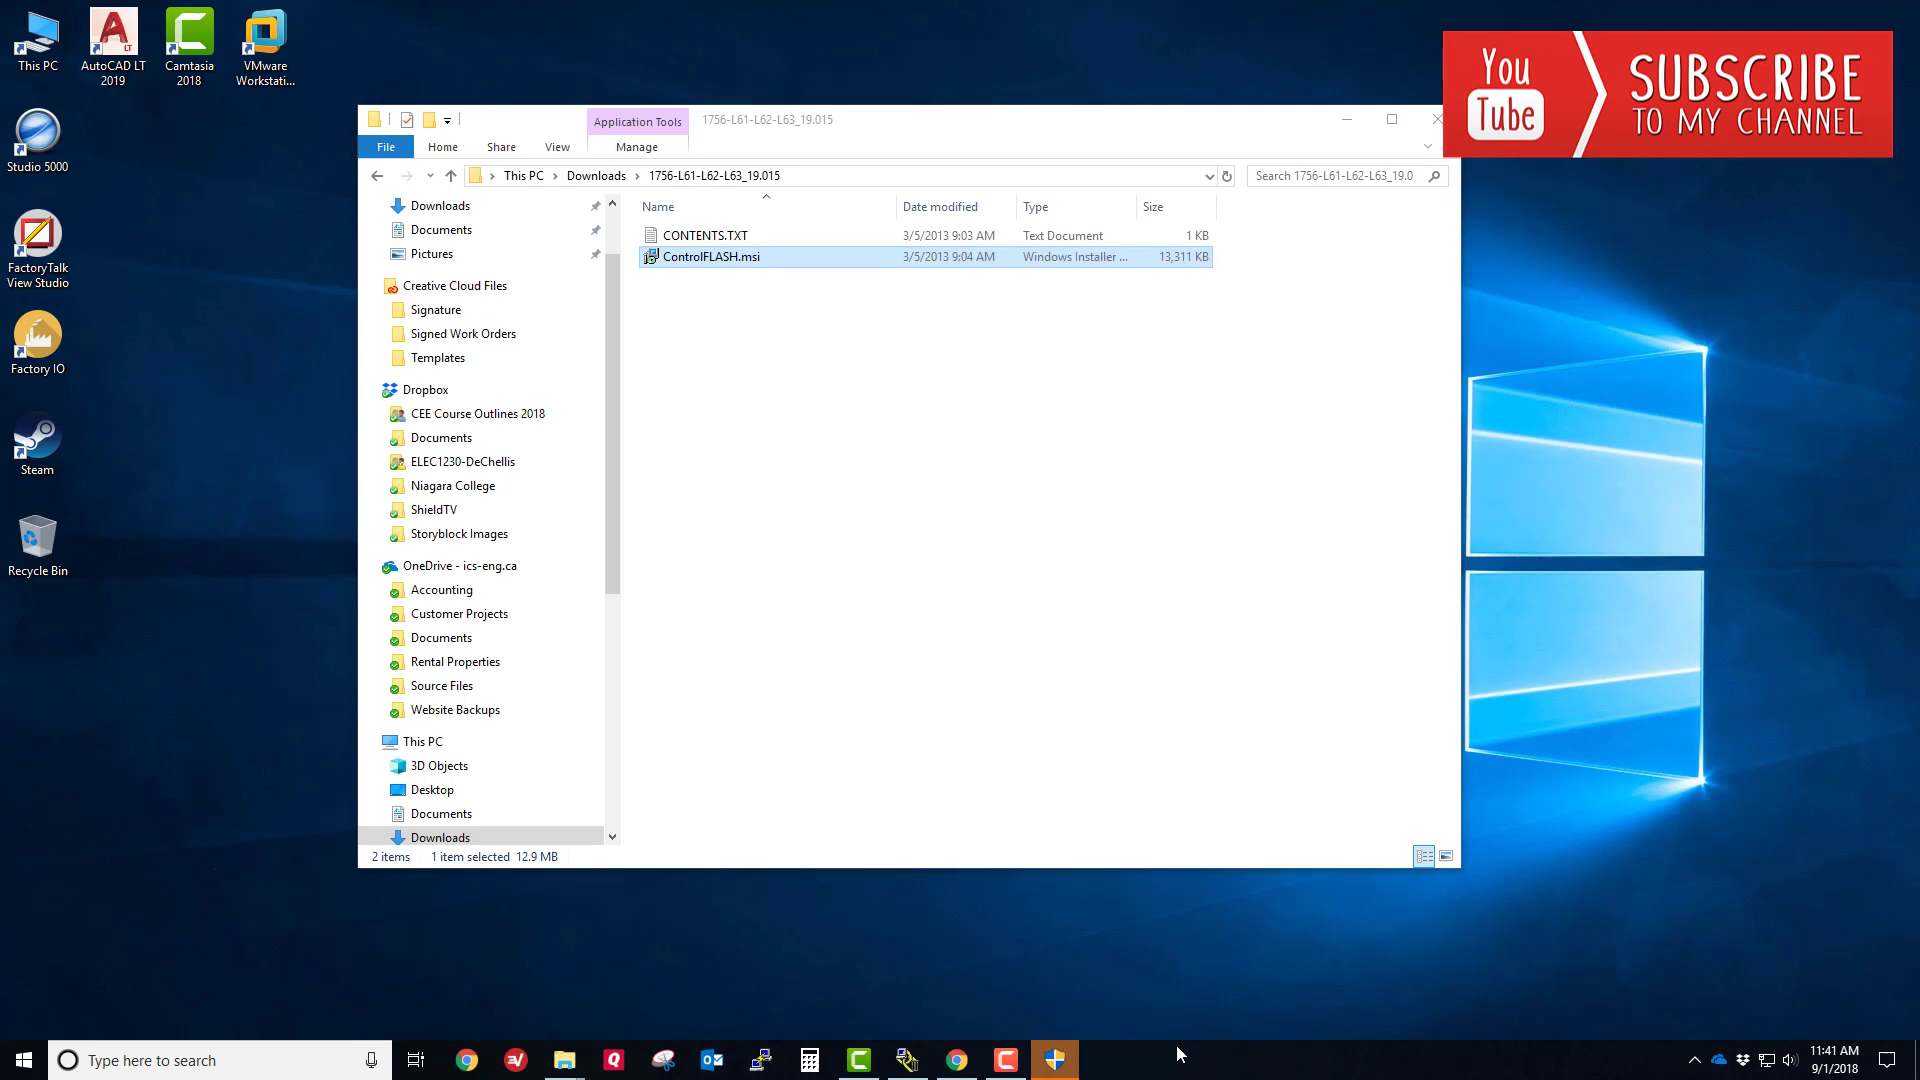 This PC
AutoCAD LT
2019
Camtasia
2018
VMware
Workstati...
Studio 5000
FactoryTalk
View Studio
Factory IO
Steam
Recycle Bin
You
Tube
SUBSCRIBE
TO MY CHANNEL
Application Tools
1756-L61-L62-L63_19.015
File
Home
Share
View
Manage
This PC
Downloads
1756-L61-L62-L63_19.015
Search 1756-L61-L62-L63_19.0
Downloads
Documents
Pictures
Creative Cloud Files
Signature
Signed Work Orders
Templates
Dropbox
CEE Course Outlines 2018
Documents
ELEC1230-DeChellis
Niagara College
ShieldTV
Storyblock Images
OneDrive - ics-eng.ca
Accounting
Customer Projects
Documents
Rental Properties
Source Files
Website Backups
This PC
3D Objects
Desktop
Documents
Downloads
Name
Date modified
Type
Size
CONTENTS.TXT
3/5/2013 9:03 AM
Text Document
1 KB
ControlFLASH.msi
3/5/2013 9:04 AM
Windows Installer ...
13,311 KB
2 items
1 item selected 12.9 MB
Type here to search
11:41 AM
9/1/2018